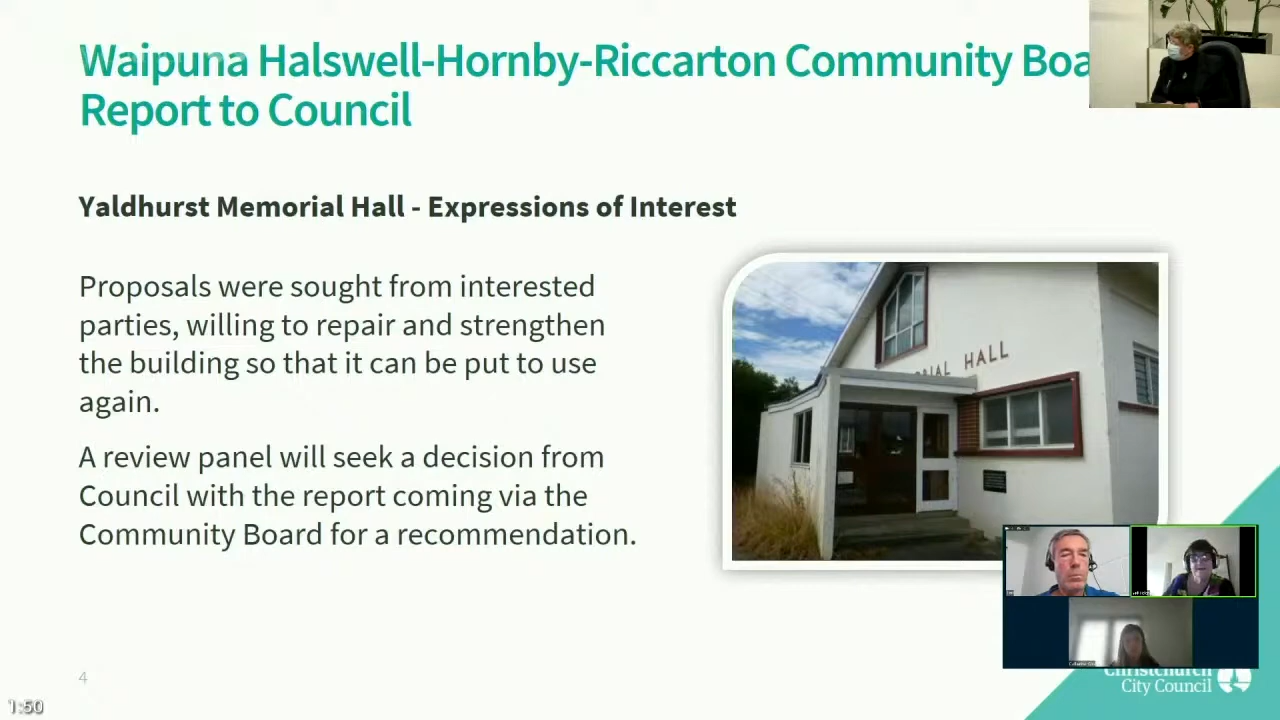 Waipuna Halswell-Hornby-Riccarton Community Boa
Report to Council
Yaldhurst Memorial Hall - Expressions of Interest
Proposals were sought from interested
parties, willing to repair and strengthen
the building so that it can be put to use
again.
A review panel will seek a decision from
Council with the report coming via the
Community Board for a recommendation.
HALL
4
Christchurch
City Council
1:50